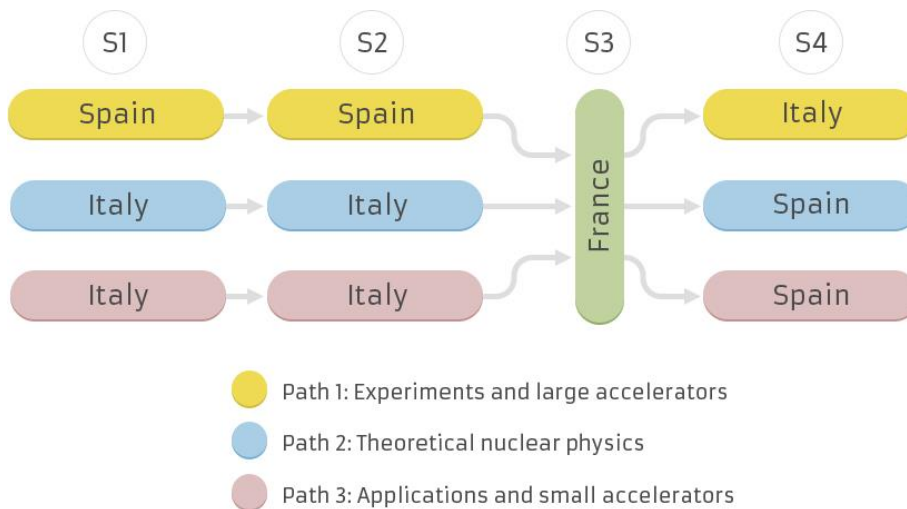 S1 S2 S3 S4
Spain Spain Italy
Italy Italy France Spain
Italy Italy Spain
Path 1: Experiments and large accelerators
Path 2: Theoretical nuclear physics
Path 3: Applications and small accelerators